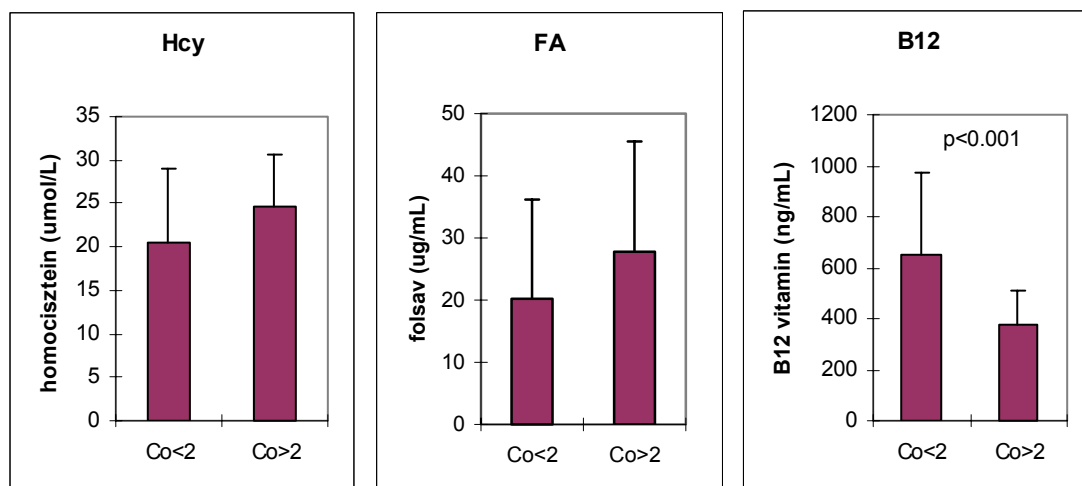 Hcy
homocisztein (umol/L)
35
30
25
20
15
10
5
0
Co<2 Co>2
FA
folsav (ug/mL)
50
40
30
20
10
0
Co<2 Co>2
B12
B12 vitamin (ng/mL)
1200
1000
800
600
400
200
0
p<0.001
Co<2 Co>2